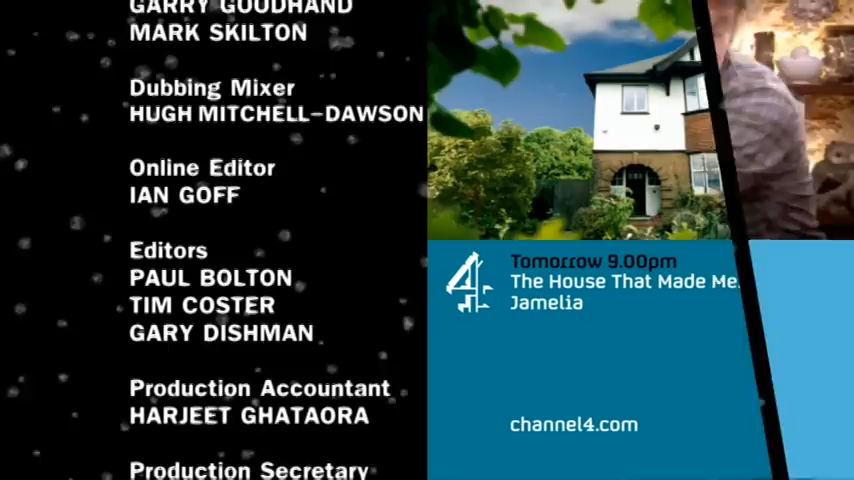 GARRY GOODHAND
MARK SKILTON
Dubbing Mixer
HUGH MITCHELL-DAWSON
Online Editor
IAN GOFF
Editors
PAUL BOLTON
TIM COSTER
GARY DISHMAN
Production Accountant
HARJEET GHATAORA
Production Secretary
4
Tomorrow 9.00pm
The House That Made Me:
Jamelia
channel4.com